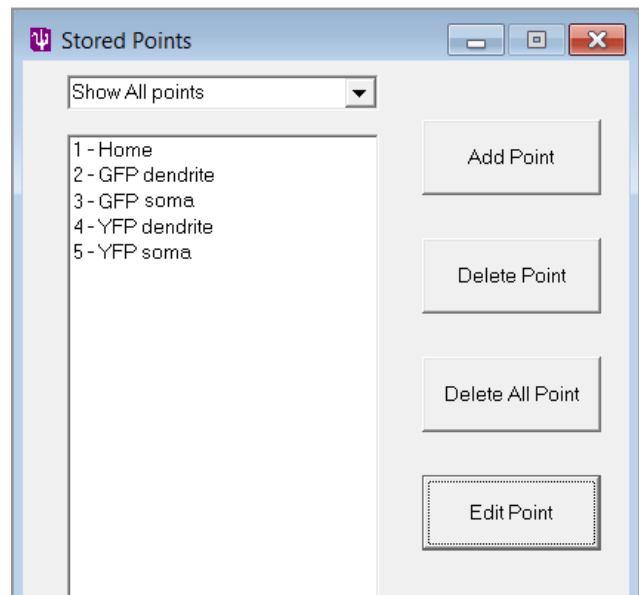 Ψ Stored Points
Show All points
1 - Home
2 - GFP dendrite
3 - GFP soma
4 - YFP dendrite
5 - YFP soma
Add Point
Delete Point
Delete All Point
Edit Point